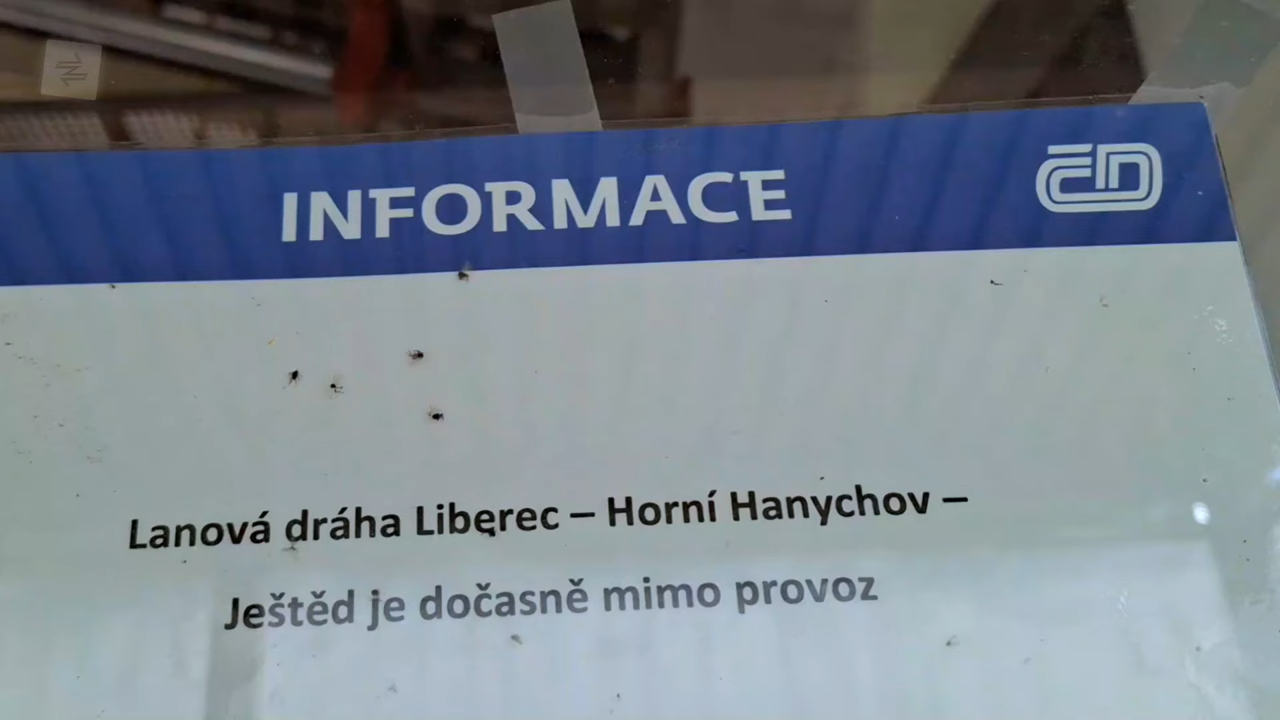 INFORMACE
ČD
Lanová dráha Liberec – Horní Hanychov –
Ještěd je dočasně mimo provoz